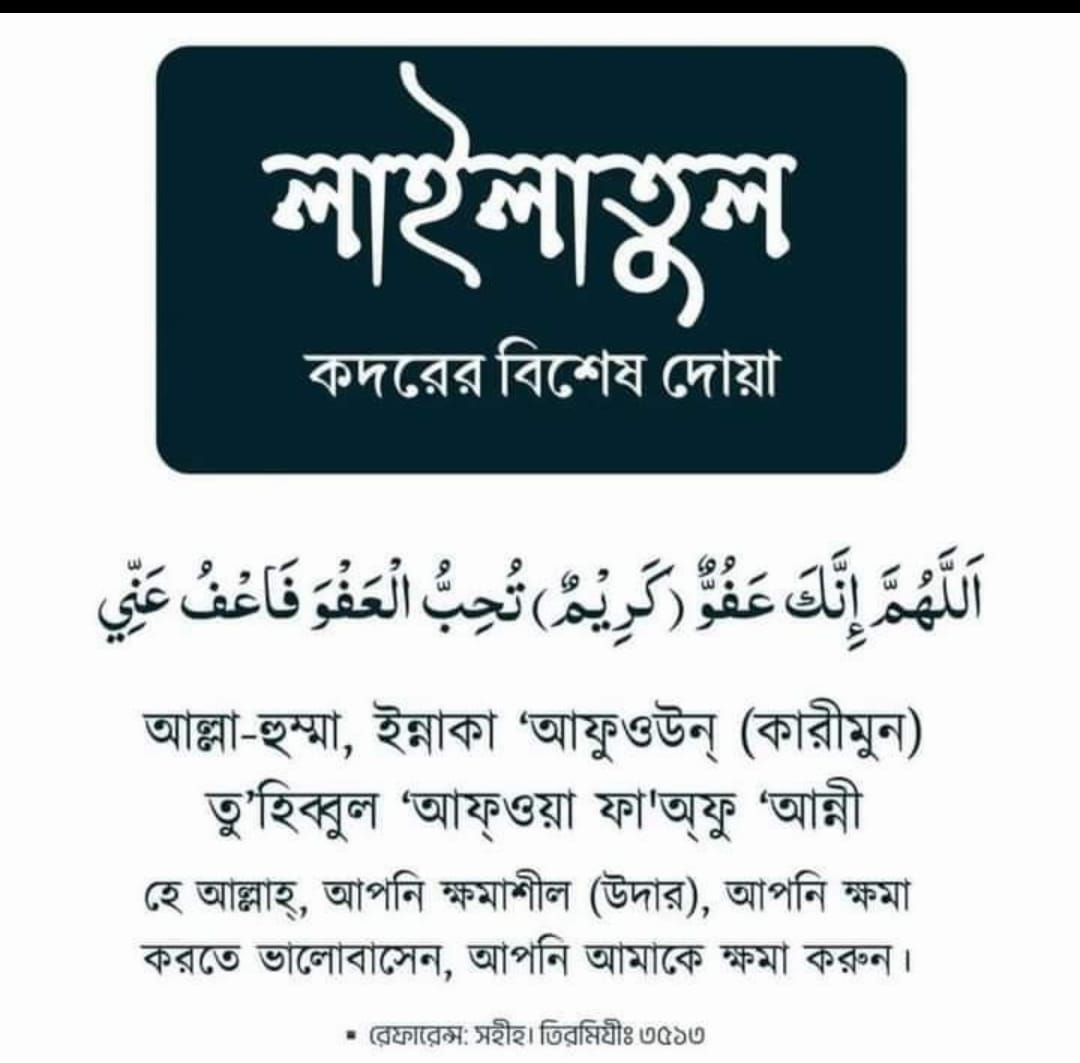 লাইলাতুল
কদরের বিশেষ দোয়া
اَللَّهُمَّ إِنَّكَ عَفُوٌّ (كَرِيْمٌ) تُحِبُّ الْعَفْوَ فَاعْفُ عَنِّي
আল্লা-হুম্মা, ইন্নাকা ‘আফুওউন্ (কারীমুন)
তু’হিব্বুল ‘আফ্ওয়া ফা'অ্ফু ‘আন্নী
হে আল্লাহ্, আপনি ক্ষমাশীল (উদার), আপনি ক্ষমা
করতে ভালোবাসেন, আপনি আমাকে ক্ষমা করুন।
▪ রেফারেন্স: সহীহ। তিরমিযীঃ ৩৫১৩